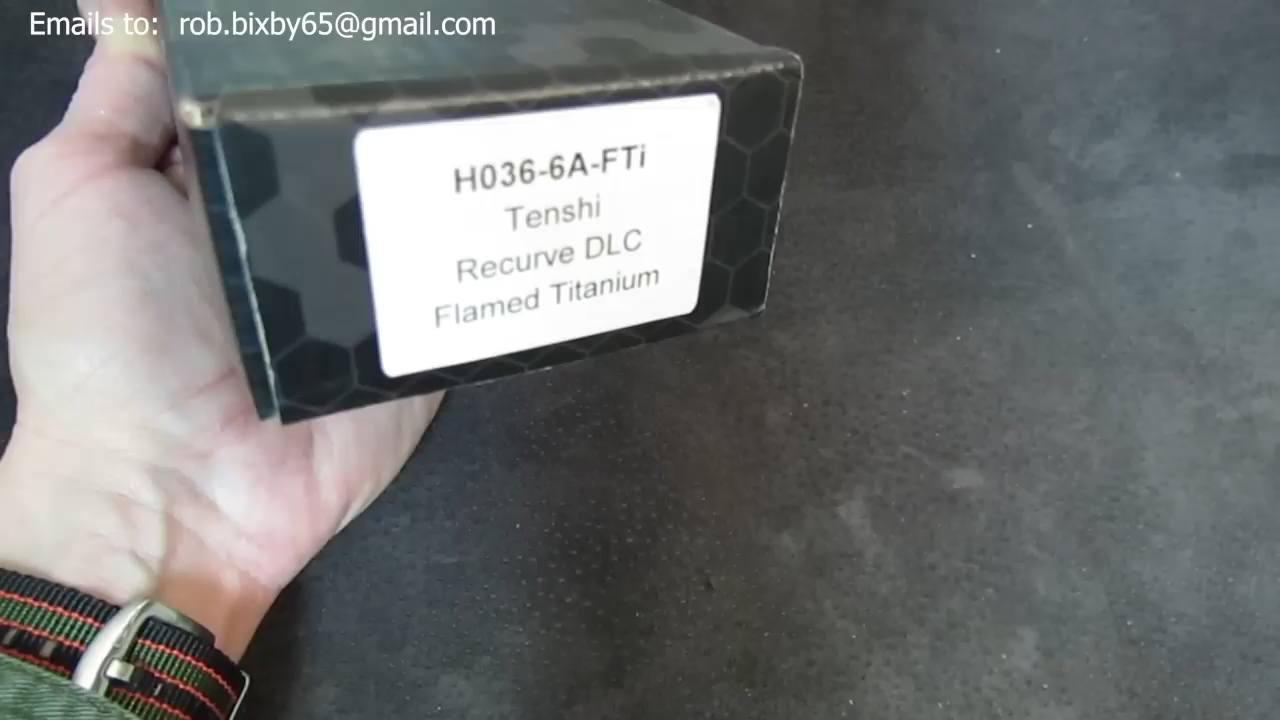 Emails to: rob.bixby65@gmail.com
H036-6A-FTi
Tenshi
Recurve DLC
Flamed Titanium